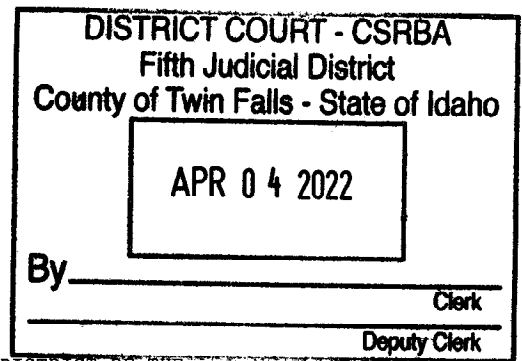 DISTRICT COURT - CSRBA
Fifth Judicial District
County of Twin Falls - State of Idaho
APR 04 2022
By
Clerk
Deputy Clerk